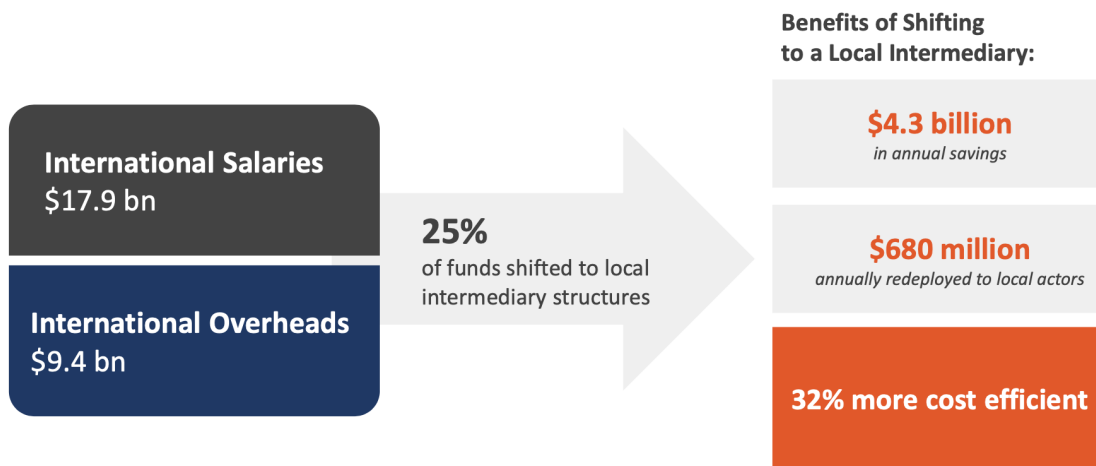 Benefits of Shifting
to a Local Intermediary:
International Salaries
$17.9 bn
International Overheads
$9.4 bn
25%
of funds shifted to local
intermediary structures
$4.3 billion
in annual savings
$680 million
annually redeployed to local actors
32% more cost efficient